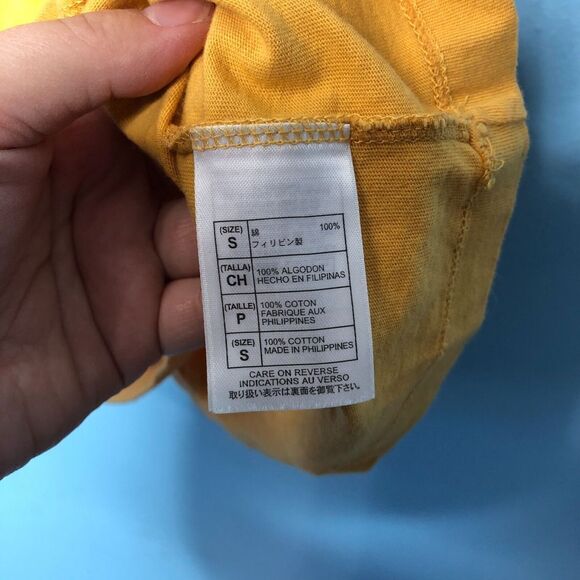 (SIZE)
S
綿 100%
フィリピン製
(TALLA)
CH
100% ALGODON
HECHO EN FILIPINAS
(TAILLE)
P
100% COTON
FABRIQUE AUX
PHILIPPINES
(SIZE)
S
100% COTTON
MADE IN PHILIPPINES
CARE ON REVERSE
INDICATIONS AU VERSO
取り扱い表示は裏面を御覧下さい。